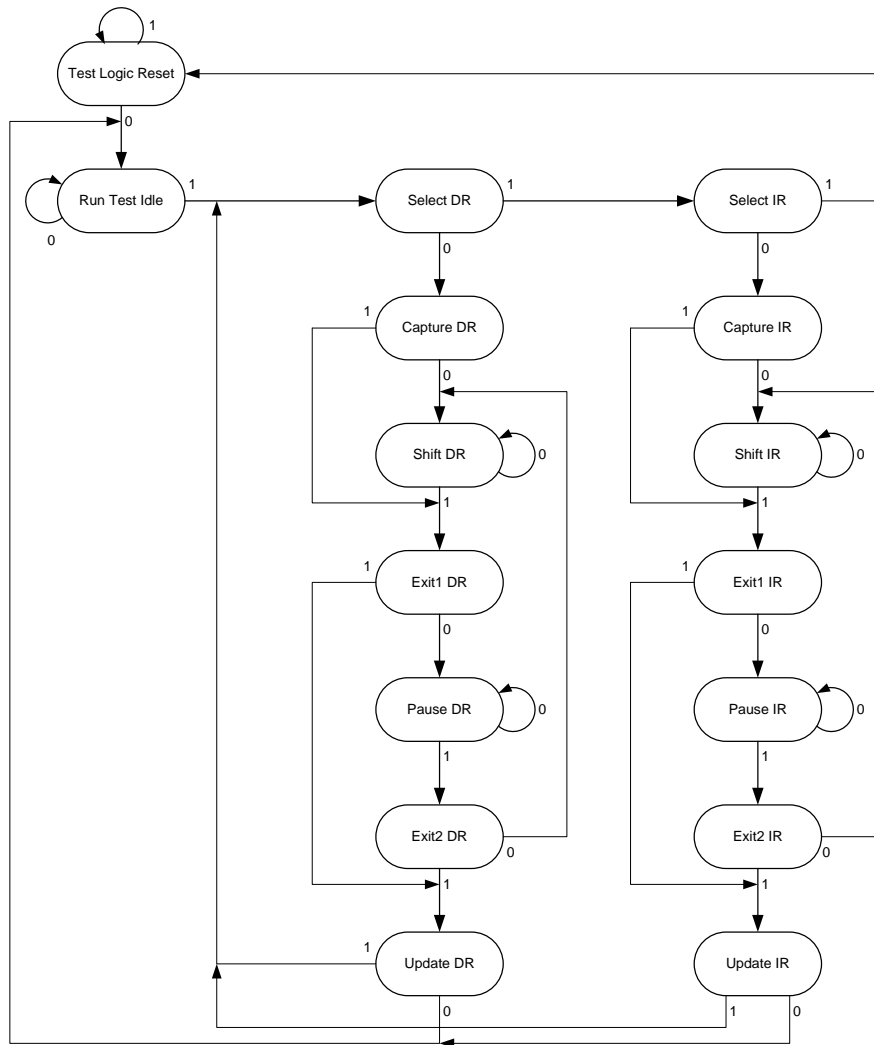 1
Test Logic Reset
0
Run Test Idle
1
0
Select DR
1
0
Select IR
1
0
1
Capture DR
0
1
Capture IR
0
Shift DR
0
1
Shift IR
0
1
1
Exit1 DR
0
1
Exit1 IR
0
Pause DR
0
1
Pause IR
0
1
Exit2 DR
0
1
Exit2 IR
0
1
1
Update DR
0
Update IR
1
0